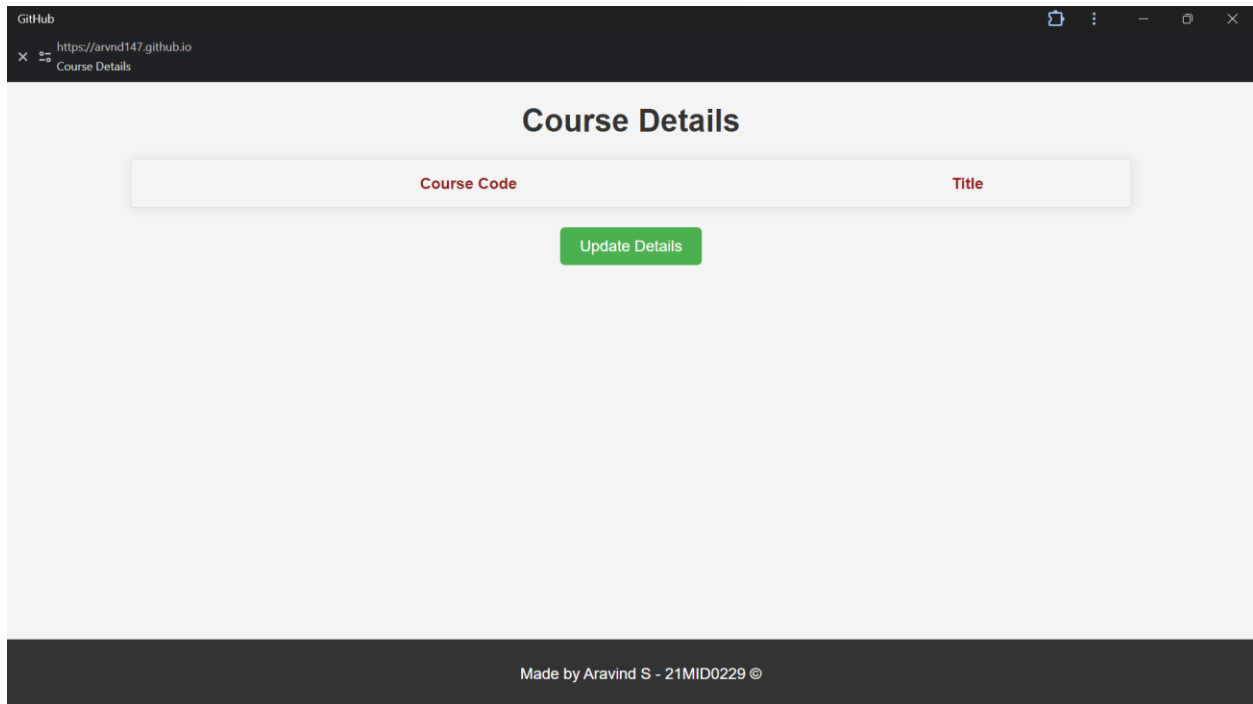 GitHub
https://arvnd147.github.io
Course Details
Course Details
Course Code Title
Update Details
Made by Aravind S - 21MID0229 ©